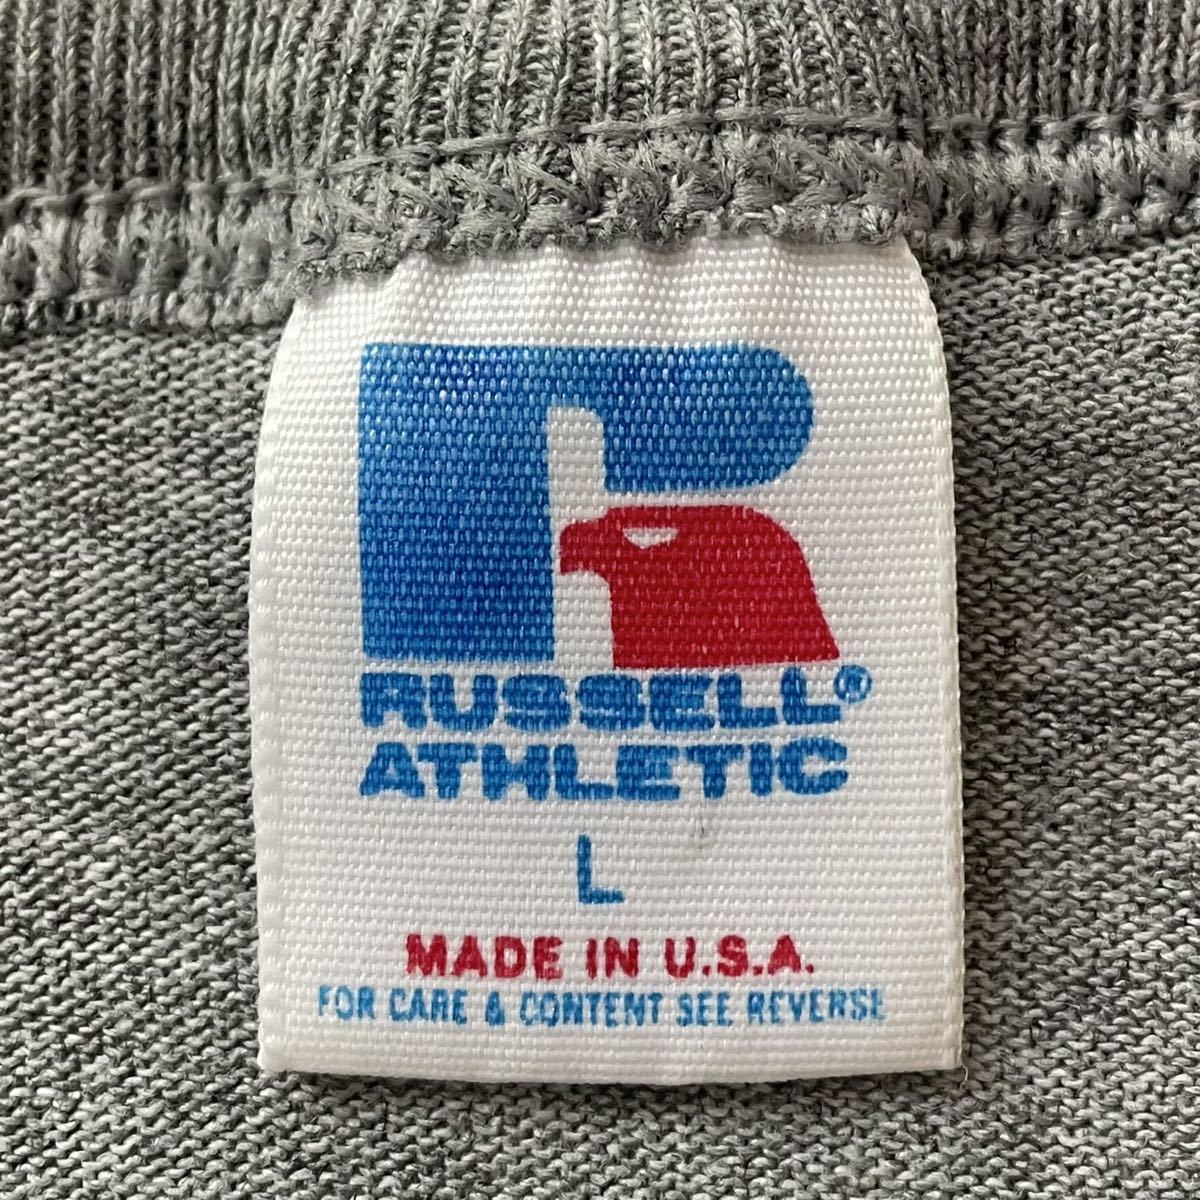 RUSSELL®
ATHLETIC
L
MADE IN U.S.A.
FOR CARE & CONTENT SEE REVERSE